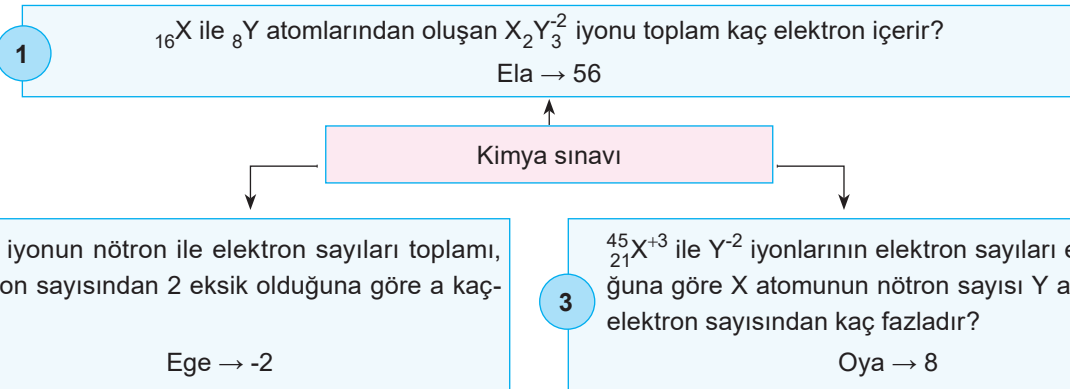 1
₁₆X ile ₈Y atomlarından oluşan X₂Y₃⁻² iyonu toplam kaç elektron içerir?
Ela → 56
Kimya sınavı
iyonun nötron ile elektron sayıları toplamı,
sayısından 2 eksik olduğuna göre a kaç-
Ege → -2
3
⁴⁵₂₁X⁺³ ile Y⁻² iyonlarının elektron sayıları
ğuna göre X atomunun nötron sayısı Y
elektron sayısından kaç fazladır?
Oya → 8